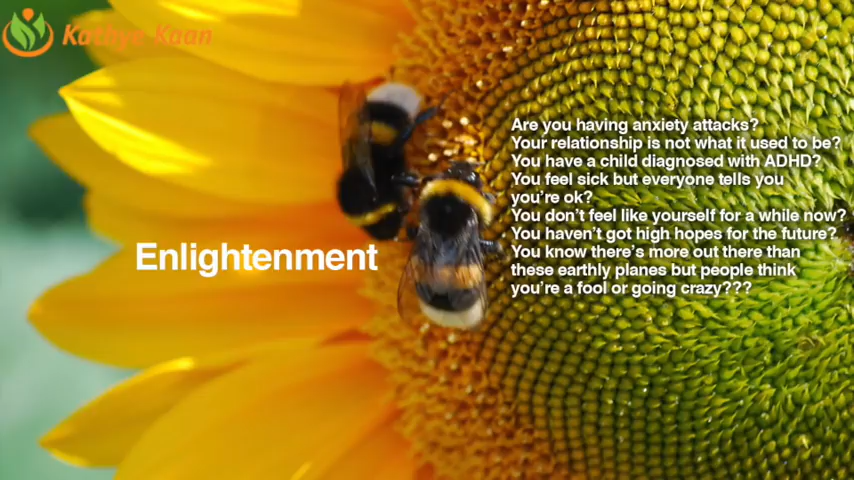 Kathye Kaan
Are you having anxiety attacks?
Your relationship is not what it used to be?
You have a child diagnosed with ADHD?
You feel sick but everyone tells you
you're ok?
You don't feel like yourself for a while now?
You haven't got high hopes for the future?
You know there's more out there than
these earthly planes but people think
you're a fool or going crazy???
Enlightenment